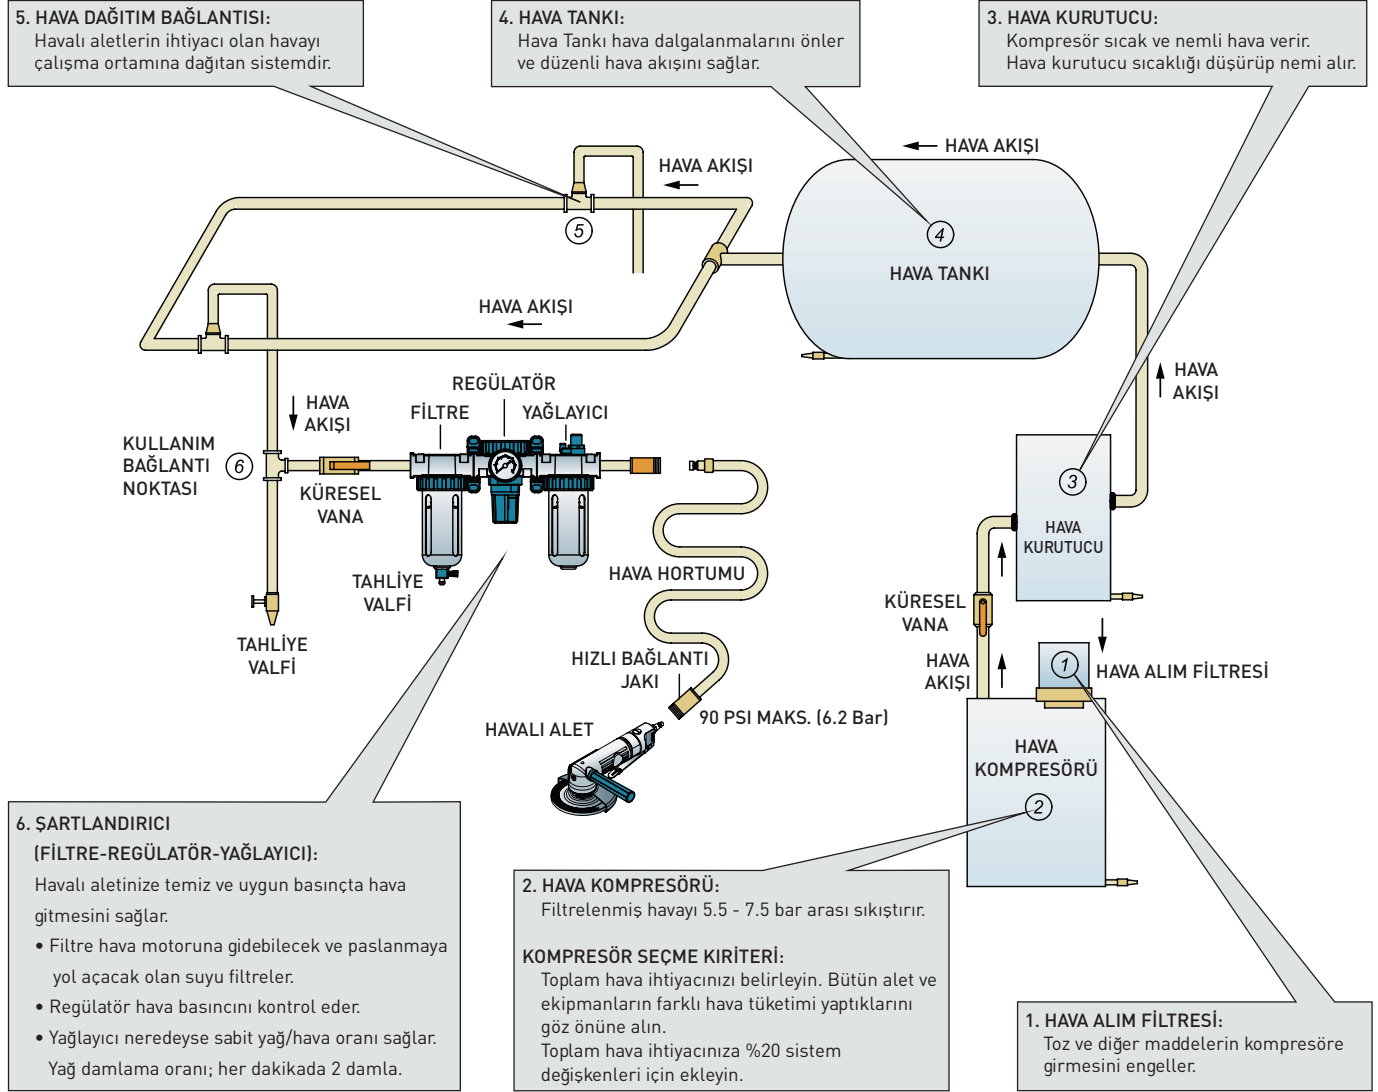 5. HAVA DAĞITIM BAĞLANTISI:
Havalı aletlerin ihtiyacı olan havayı
çalışma ortamına dağıtan sistemdir.
4. HAVA TANKI:
Hava Tankı hava dalgalanmalarını önler
ve düzenli hava akışını sağlar.
3. HAVA KURUTUCU:
Kompresör sıcak ve nemli hava verir.
Hava kurutucu sıcaklığı düşürüp nemi alır.
HAVA AKIŞI
HAVA AKIŞI
5
4
HAVA TANKI
HAVA AKIŞI
HAVA
AKIŞI
REGÜLATÖR
FİLTRE
YAĞLAYICI
HAVA
AKIŞI
KULLANIM
BAĞLANTI
NOKTASI
6
KÜRESEL
VANA
3
HAVA
KURUTUCU
TAHLİYE
VALFİ
HAVA HORTUMU
KÜRESEL
VANA
TAHLİYE
VALFİ
HIZLI BAĞLANTI
JAKI
HAVA
AKIŞI
1
HAVA ALIM FİLTRESİ
90 PSI MAKS. (6.2 Bar)
HAVALI ALET
HAVA
KOMPRESÖRÜ
2
6. ŞARTLANDIRICI
(FİLTRE-REGÜLATÖR-YAĞLAYICI):
Havalı aletinize temiz ve uygun basınçta hava
gitmesini sağlar.
• Filtre hava motoruna gidebilecek ve paslanmaya
yol açacak olan suyu filtreler.
• Regülatör hava basıncını kontrol eder.
• Yağlayıcı neredeyse sabit yağ/hava oranı sağlar.
Yağ damlama oranı; her dakikada 2 damla.
2. HAVA KOMPRESÖRÜ:
Filtrelenmiş havayı 5.5 - 7.5 bar arası sıkıştırır.
KOMPRESÖR SEÇME KIRİTERİ:
Toplam hava ihtiyacınızı belirleyin. Bütün alet ve
ekipmanların farklı hava tüketimi yaptıklarını
göz önüne alın.
Toplam hava ihtiyacınıza %20 sistem
değişkenleri için ekleyin.
1. HAVA ALIM FİLTRESİ:
Toz ve diğer maddelerin kompresöre
girmesini engeller.